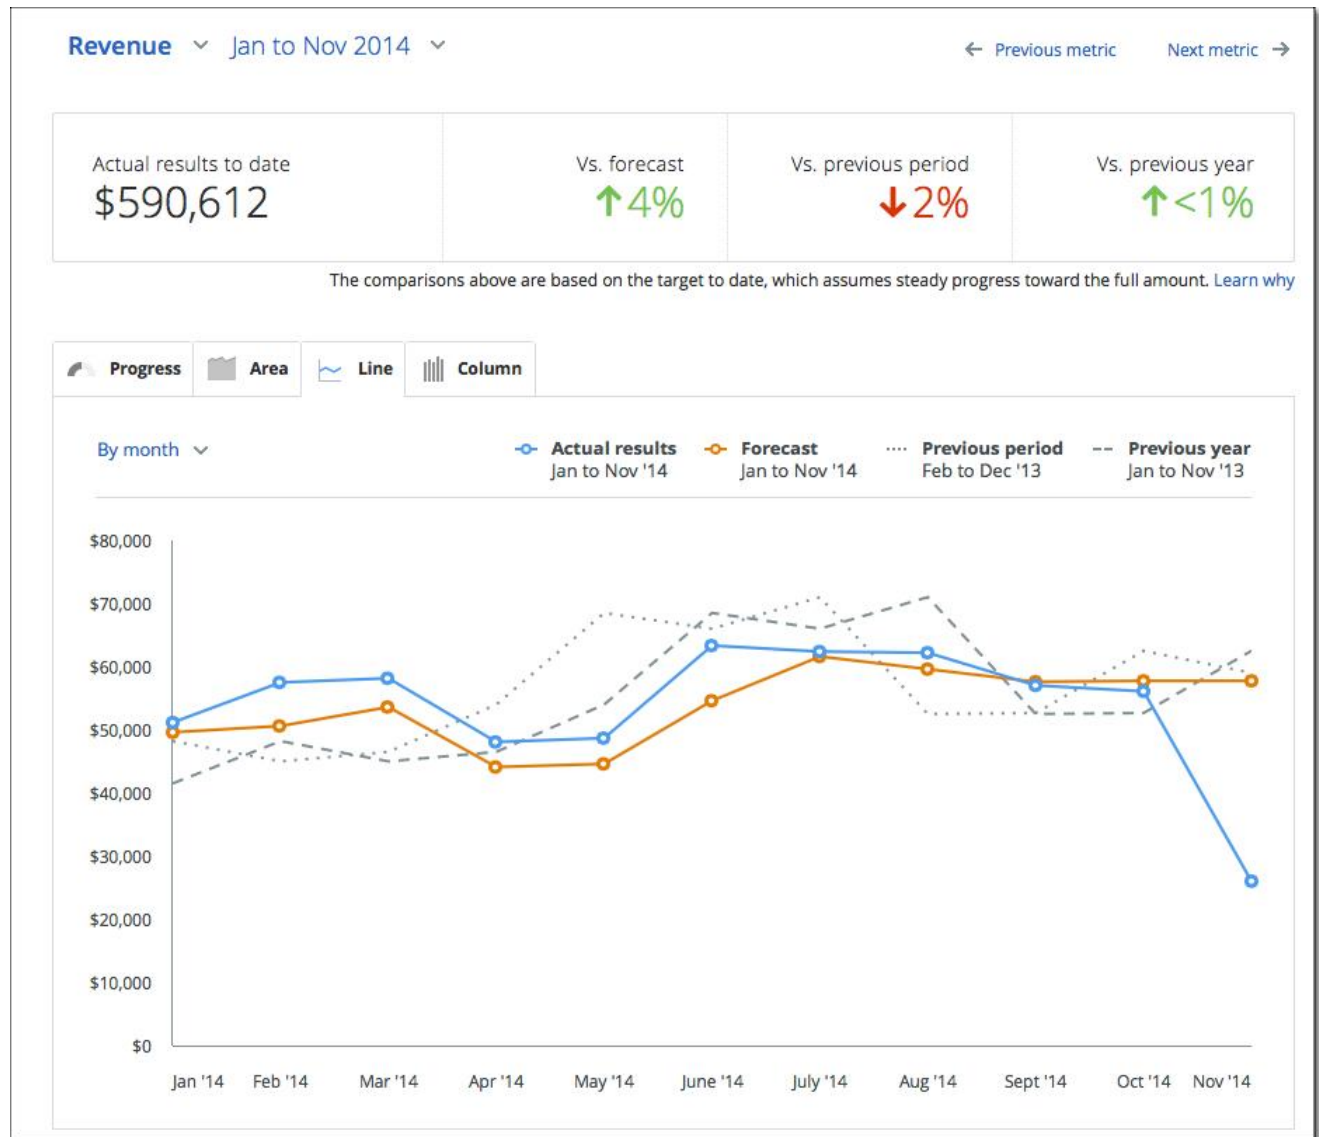 Revenue Jan to Nov 2014 Previous metric Next metric
Actual results to date Vs. forecast Vs. previous period Vs. previous year
$590,612 4% 2% <1%
The comparisons above are based on the target to date, which assumes steady progress toward the full amount. Learn why
Progress Area Line Column
By month Actual results Forecast Previous period Previous year
Jan to Nov '14 Jan to Nov '14 Feb to Dec '13 Jan to Nov '13
$80,000
$70,000
$60,000
$50,000
$40,000
$30,000
$20,000
$10,000
$0
Jan '14 Feb '14 Mar '14 Apr '14 May '14 June '14 July '14 Aug '14 Sept '14 Oct '14 Nov '14